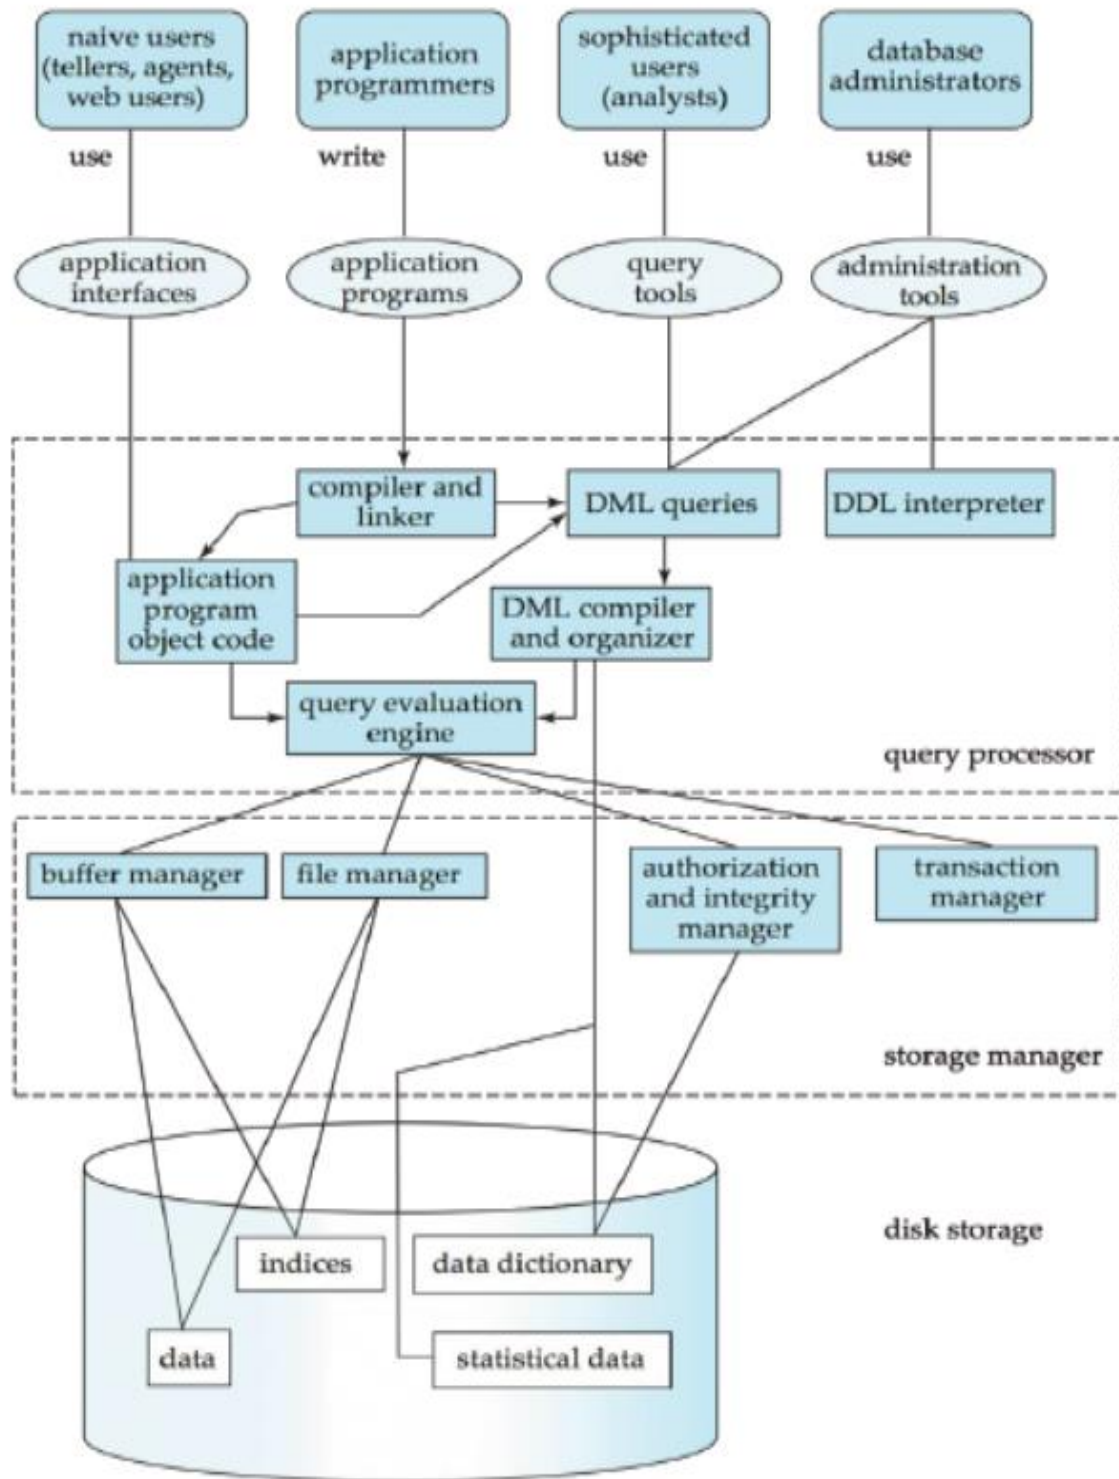 naive users
(tellers, agents,
web users)
application
programmers
sophisticated
users
(analysts)
database
administrators
use
write
use
use
application
interfaces
application
programs
query
tools
administration
tools
compiler and
linker
DML queries
DDL interpreter
application
program
object code
DML compiler
and organizer
query evaluation
engine
query processor
buffer manager
file manager
authorization
and integrity
manager
transaction
manager
storage manager
disk storage
indices
data dictionary
data
statistical data